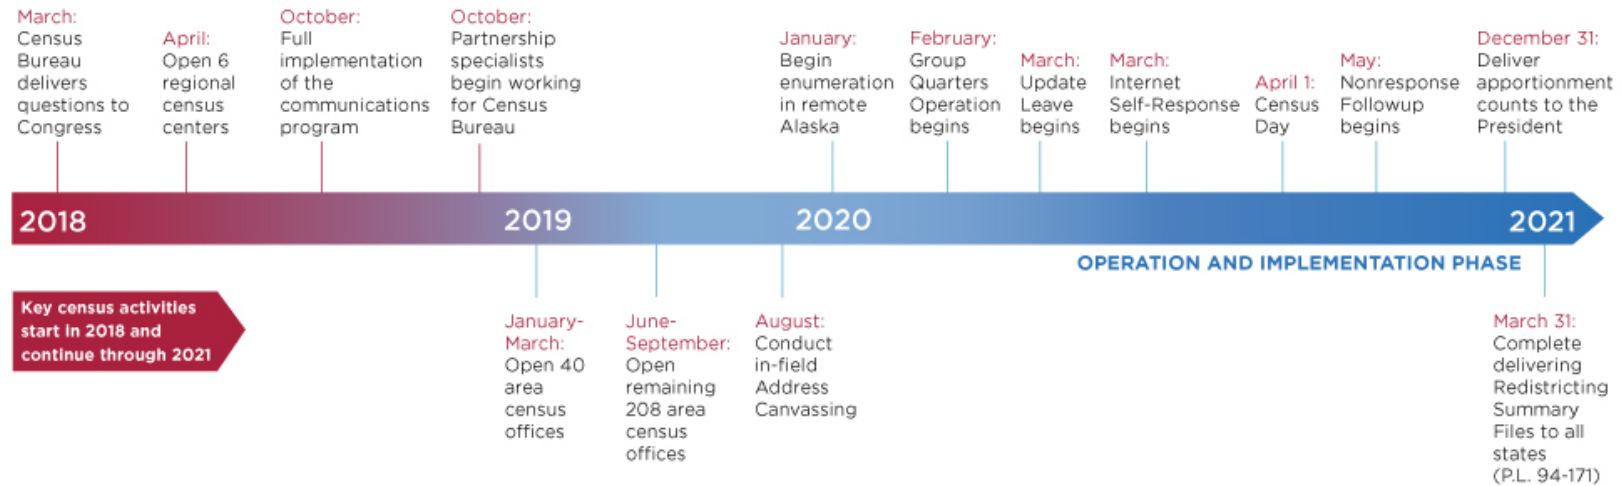 March:
Census
Bureau
delivers
questions to
Congress
April:
Open 6
regional
census
centers
October:
Full
implementation
of the
communications
program
October:
Partnership
specialists
begin working
for Census
Bureau
January:
Begin
enumeration
in remote
Alaska
February:
Group
Quarters
Operation
begins
March:
Update
Leave
begins
March:
Internet
Self-Response
begins
April 1:
Census
Day
May:
Nonresponse
Followup
begins
December 31:
Deliver
apportionment
counts to the
President
2018
2019
2020
2021
OPERATION AND IMPLEMENTATION PHASE
Key census activities
start in 2018 and
continue through 2021
January-
March:
Open 40
area
census
offices
June-
September:
Open
remaining
208 area
census
offices
August:
Conduct
in-field
Address
Canvassing
March 31:
Complete
delivering
Redistricting
Summary
Files to all
states
(P.L. 94-171)